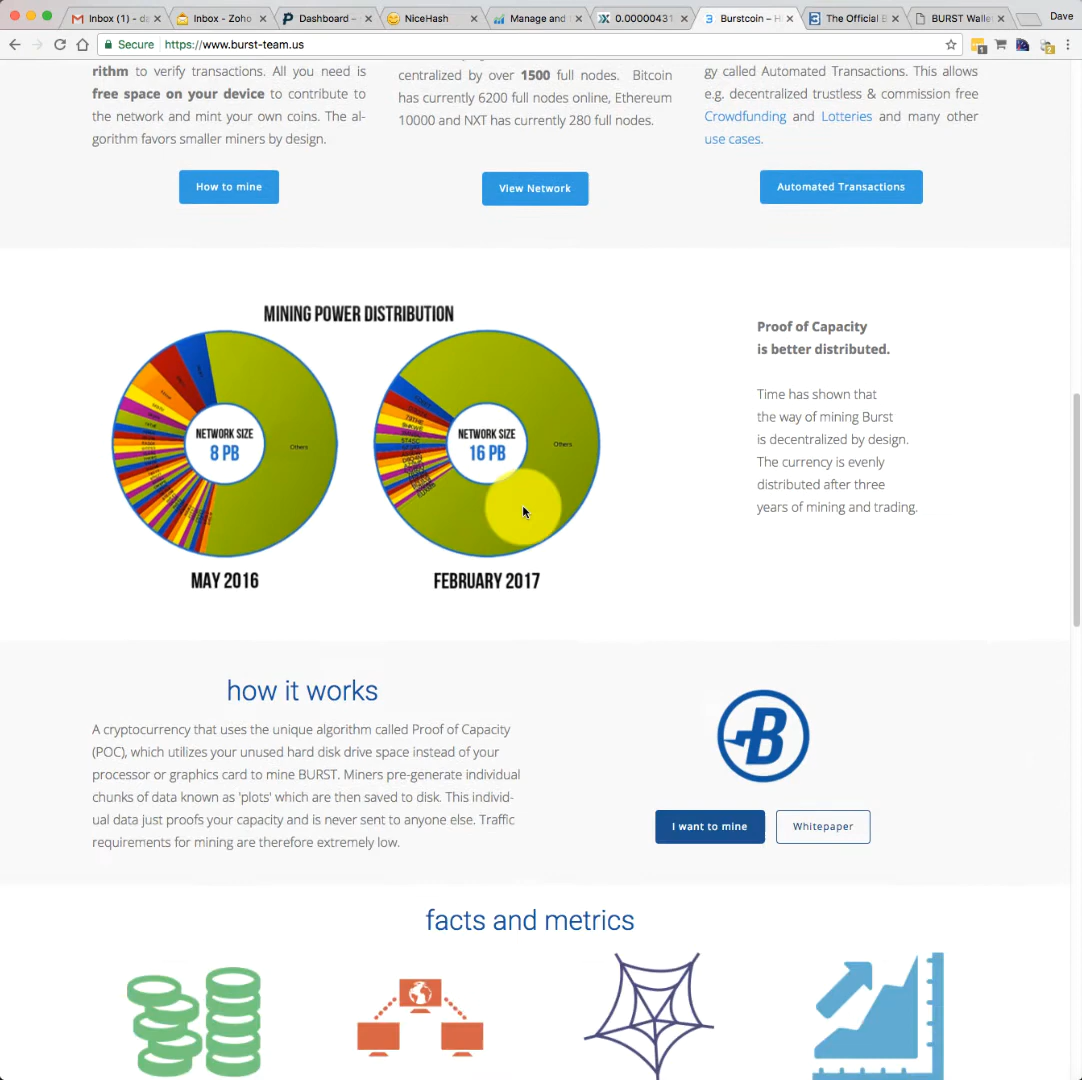 Inbox (1) - da
Inbox - Zoho
Dashboard –
NiceHash
Manage and
0.00000431
Burstcoin – H
The Official B
BURST Walle
Dave
Secure
https://www.burst-team.us
rithm to verify transactions. All you need is
free space on your device to contribute to
the network and mint your own coins. The al-
gorithm favors smaller miners by design.
How to mine
centralized by over 1500 full nodes. Bitcoin
has currently 6200 full nodes online, Ethereum
10000 and NXT has currently 280 full nodes.
View Network
gy called Automated Transactions. This allows
e.g. decentralized trustless & commission free
Crowdfunding and Lotteries and many other
use cases.
Automated Transactions
MINING POWER DISTRIBUTION
NETWORK SIZE
8 PB
Others
MAY 2016
NETWORK SIZE
16 PB
Others
FEBRUARY 2017
Proof of Capacity
is better distributed.
Time has shown that
the way of mining Burst
is decentralized by design.
The currency is evenly
distributed after three
years of mining and trading.
how it works
A cryptocurrency that uses the unique algorithm called Proof of Capacity
(POC), which utilizes your unused hard disk drive space instead of your
processor or graphics card to mine BURST. Miners pre-generate individual
chunks of data known as 'plots' which are then saved to disk. This individ-
ual data just proofs your capacity and is never sent to anyone else. Traffic
requirements for mining are therefore extremely low.
B
I want to mine
Whitepaper
facts and metrics